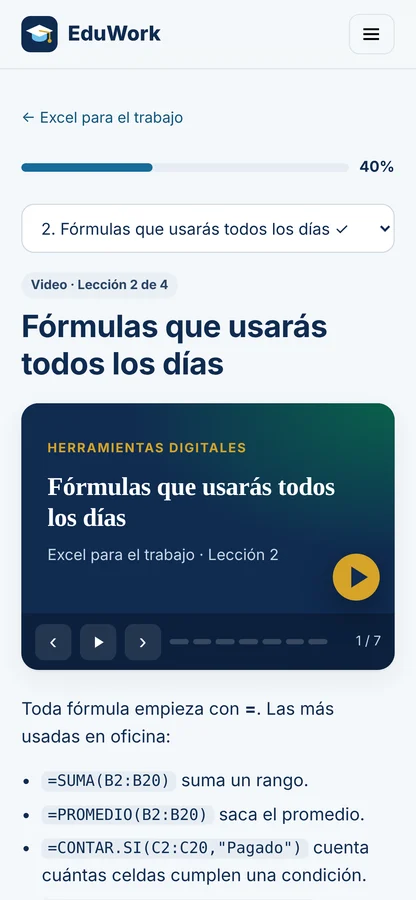 EduWork
← Excel para el trabajo
40%
2. Fórmulas que usarás todos los días ✓
Video · Lección 2 de 4
Fórmulas que usarás
todos los días
HERRAMIENTAS DIGITALES
Fórmulas que usarás todos
los días
Excel para el trabajo · Lección 2
1 / 7
Toda fórmula empieza con =. Las más
usadas en oficina:
• =SUMA(B2:B20) suma un rango.
• =PROMEDIO(B2:B20) saca el promedio.
• =CONTAR.SI(C2:C20,"Pagado") cuenta
cuántas celdas cumplen una condición.